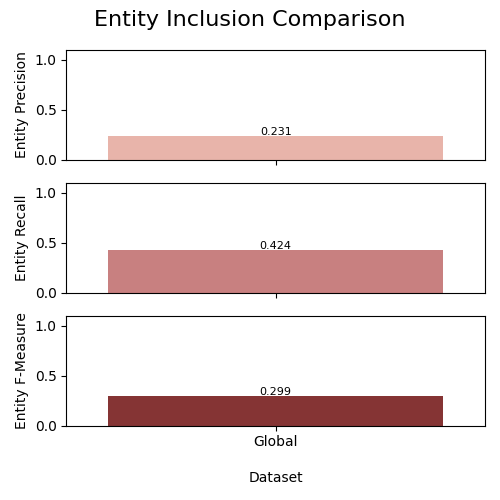 Entity Inclusion Comparison
Entity Precision
1.0
0.5
0.0
0.231
Entity Recall
1.0
0.5
0.0
0.424
Entity F-Measure
1.0
0.5
0.0
0.299
Global
Dataset